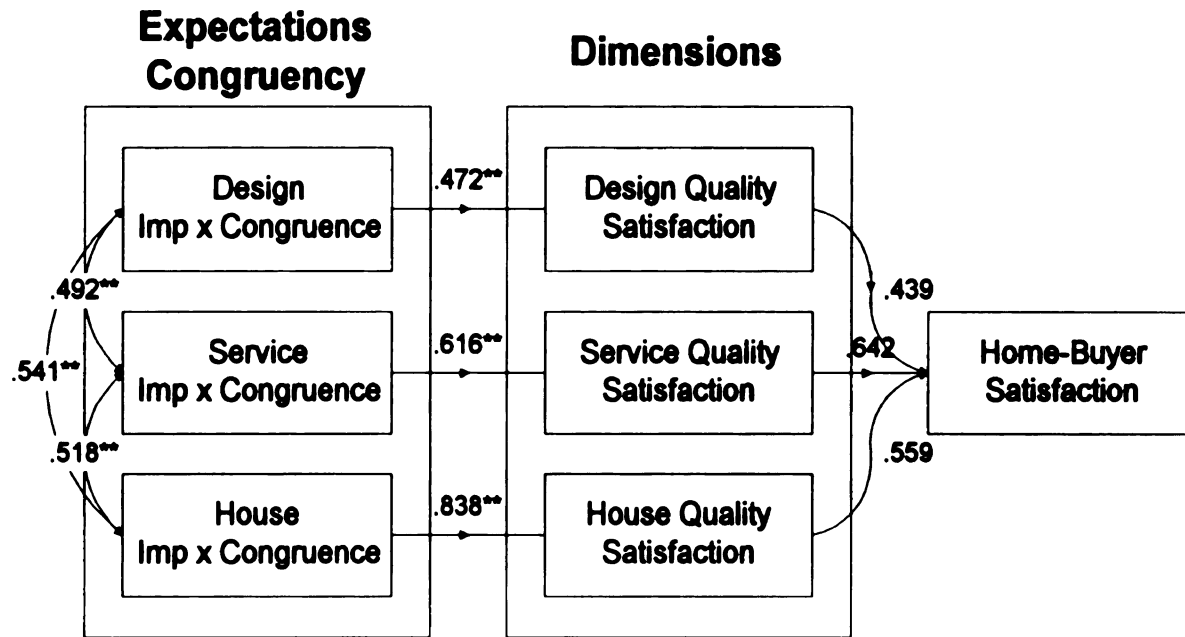 Expectations
Congruency
Dimensions
Design
Imp x Congruence
.472**
Design Quality
Satisfaction
.492**
.439
Service
Imp x Congruence
.616**
Service Quality
Satisfaction
.642
Home-Buyer
Satisfaction
.541**
.518**
.559
House
Imp x Congruence
.838**
House Quality
Satisfaction